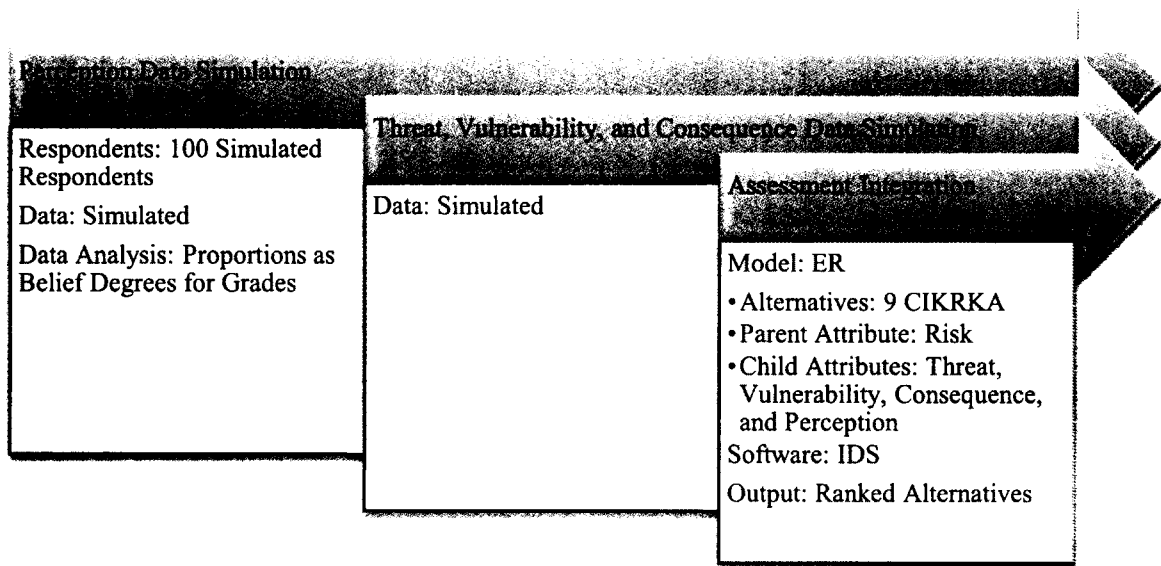 Perception Data Simulation
Respondents: 100 Simulated
Respondents
Data: Simulated
Data Analysis: Proportions as
Belief Degrees for Grades
Threat, Vulnerability, and Consequence Data Simulation
Data: Simulated
Assessment Integration
Model: ER
•Alternatives: 9 CIKRKA
•Parent Attribute: Risk
•Child Attributes: Threat,
Vulnerability, Consequence,
and Perception
Software: IDS
Output: Ranked Alternatives